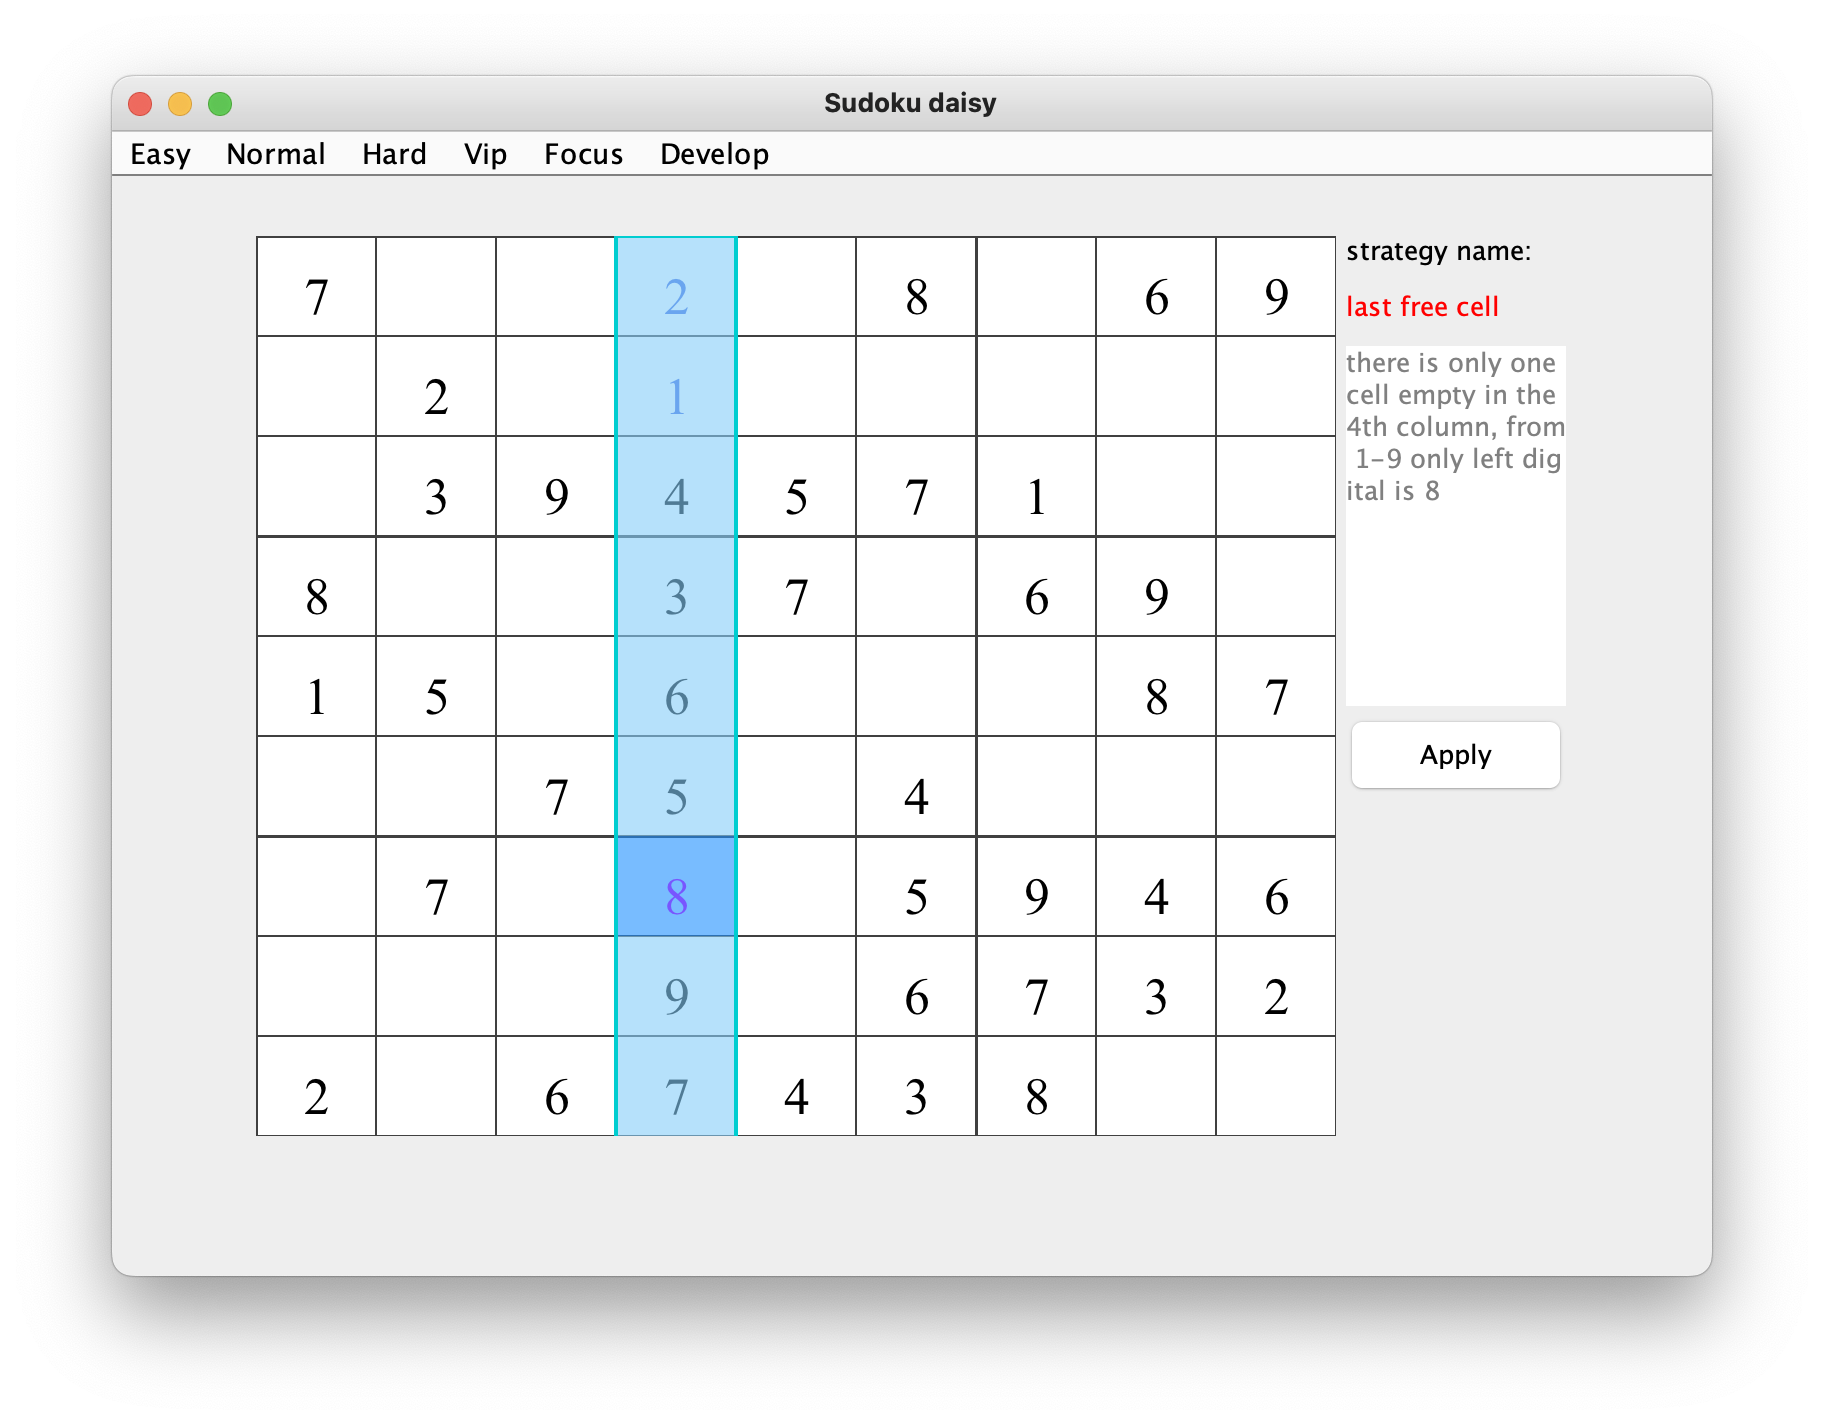 Sudoku daisy
Easy Normal Hard Vip Focus Develop
7 2 8 6 9
2 1
3 9 4 5 7 1
8 3 7 6 9
1 5 6 8 7
7 5 4
7 8 5 9 4 6
9 6 7 3 2
2 6 7 4 3 8
strategy name:
last free cell
there is only one
cell empty in the
4th column, from
1-9 only left dig
ital is 8
Apply